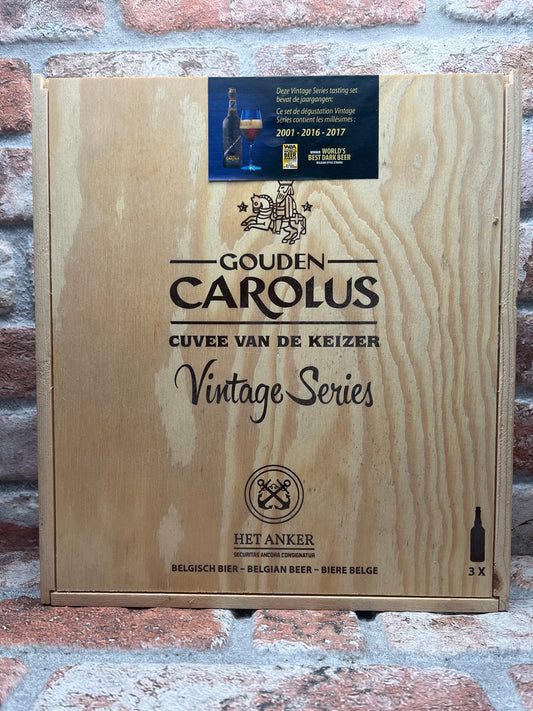 Deze Vintage Series tasting set
bevat de jaargangen:
Ce set de dégustation Vintage
Series contient les millésimes :
2001 - 2016 - 2017
WINNER WORLD'S
BEST DARK BEER
GOUDEN
CAROLUS
CUVEE VAN DE KEIZER
Vintage Series
HET ANKER
SECURITAS ANCORA CONSIGNATUR
BELGISCH BIER – BELGIAN BEER – BIERE BELGE
3 X